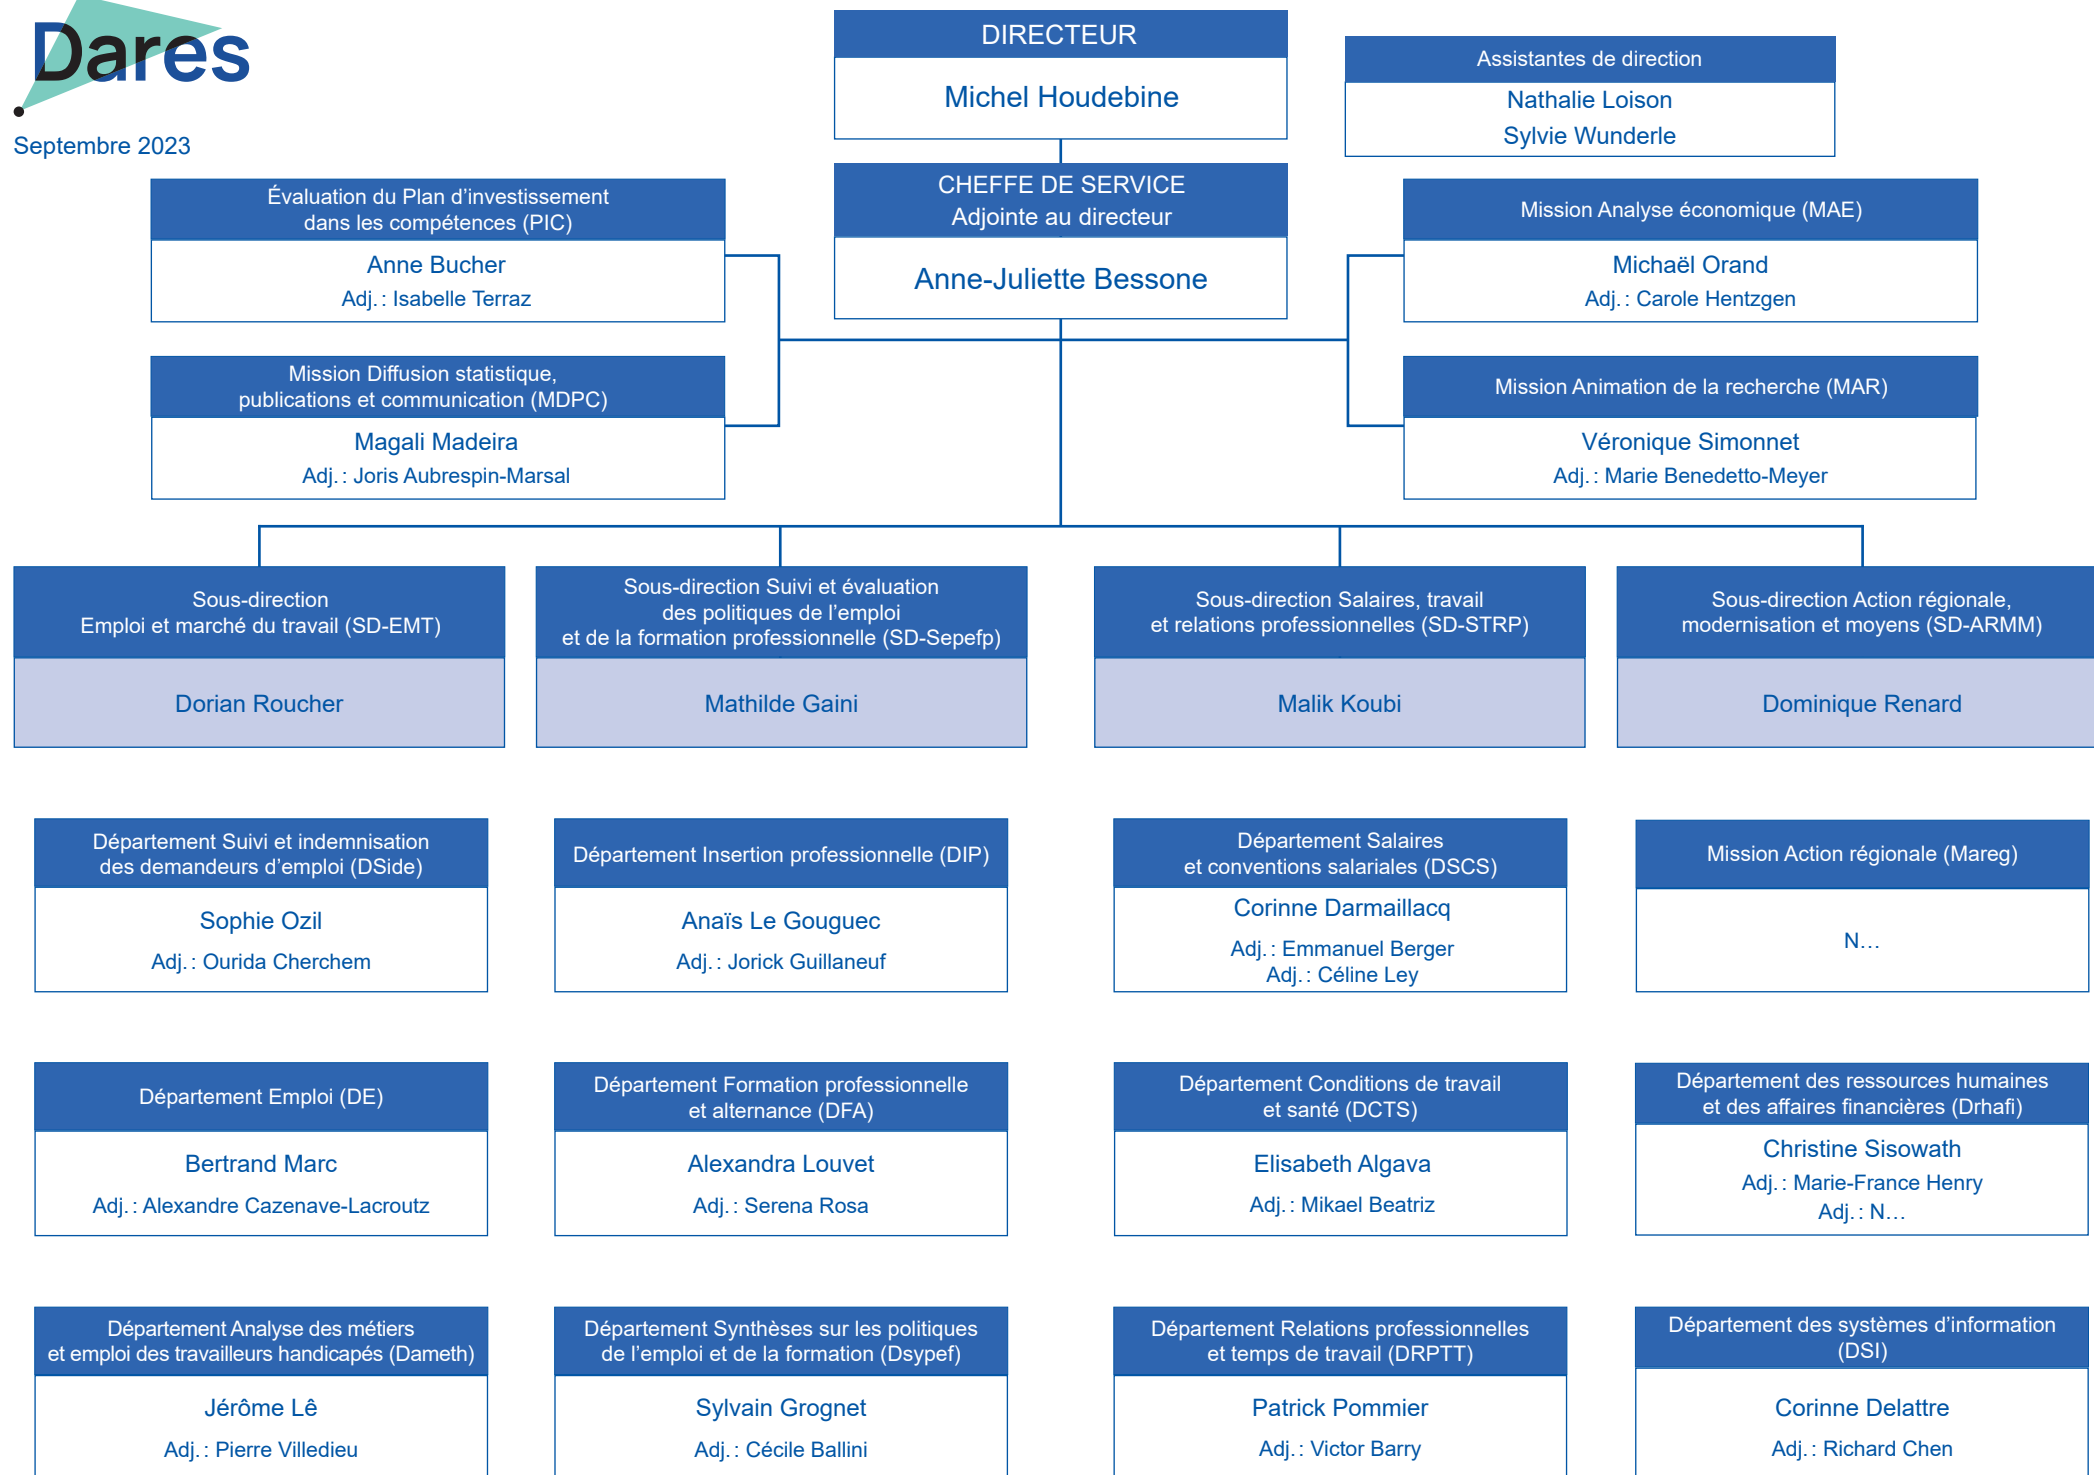 Dares
Septembre 2023
DIRECTEUR
Michel Houdebine
Assistantes de direction
Nathalie Loison
Sylvie Wunderle
CHEFFE DE SERVICE
Adjointe au directeur
Anne-Juliette Bessone
Évaluation du Plan d’investissement
dans les compétences (PIC)
Anne Bucher
Adj. : Isabelle Terraz
Mission Analyse économique (MAE)
Michaël Orand
Adj. : Carole Hentzgen
Mission Diffusion statistique,
publications et communication (MDPC)
Magali Madeira
Adj. : Joris Aubrespin-Marsal
Mission Animation de la recherche (MAR)
Véronique Simonnet
Adj. : Marie Benedetto-Meyer
Sous-direction
Emploi et marché du travail (SD-EMT)
Dorian Roucher
Sous-direction Suivi et évaluation
des politiques de l’emploi
et de la formation professionnelle (SD-Sepefp)
Mathilde Gaini
Sous-direction Salaires, travail
et relations professionnelles (SD-STRP)
Malik Koubi
Sous-direction Action régionale,
modernisation et moyens (SD-ARMM)
Dominique Renard
Département Suivi et indemnisation
des demandeurs d’emploi (DSide)
Sophie Ozil
Adj. : Ourida Cherchem
Département Insertion professionnelle (DIP)
Anaïs Le Gouguec
Adj. : Jorick Guillaneuf
Département Salaires
et conventions salariales (DSCS)
Corinne Darmaillacq
Adj. : Emmanuel Berger
Adj. : Céline Ley
Mission Action régionale (Mareg)
N…
Département Emploi (DE)
Bertrand Marc
Adj. : Alexandre Cazenave-Lacroutz
Département Formation professionnelle
et alternance (DFA)
Alexandra Louvet
Adj. : Serena Rosa
Département Conditions de travail
et santé (DCTS)
Elisabeth Algava
Adj. : Mikael Beatriz
Département des ressources humaines
et des affaires financières (Drhafi)
Christine Sisowath
Adj. : Marie-France Henry
Adj. : N…
Département Analyse des métiers
et emploi des travailleurs handicapés (Dameth)
Jérôme Lê
Adj. : Pierre Villedieu
Département Synthèses sur les politiques
de l’emploi et de la formation (Dsypef)
Sylvain Grognet
Adj. : Cécile Ballini
Département Relations professionnelles
et temps de travail (DRPTT)
Patrick Pommier
Adj. : Victor Barry
Département des systèmes d’information
(DSI)
Corinne Delattre
Adj. : Richard Chen